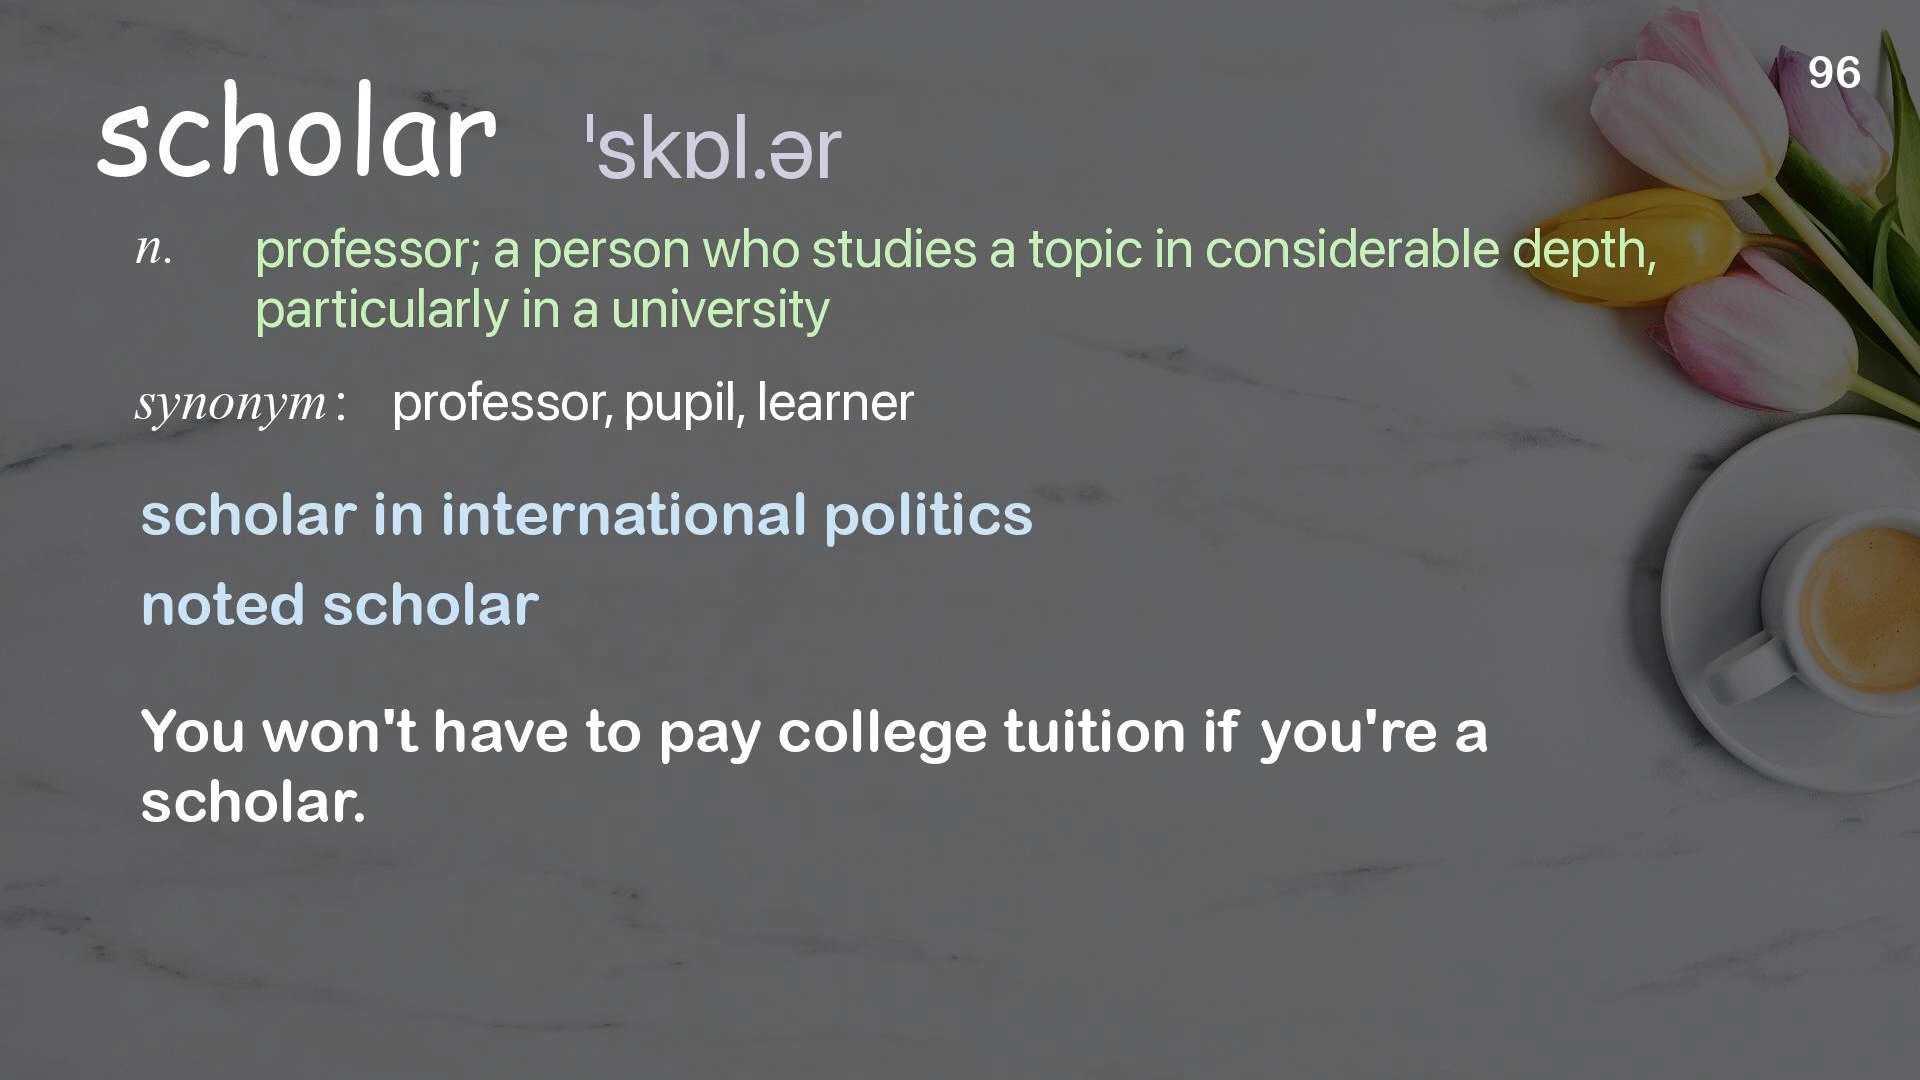 96
scholar ˈskɒl.ər
n. professor; a person who studies a topic in considerable depth,
particularly in a university
synonym: professor, pupil, learner
scholar in international politics
noted scholar
You won't have to pay college tuition if you're a
scholar.